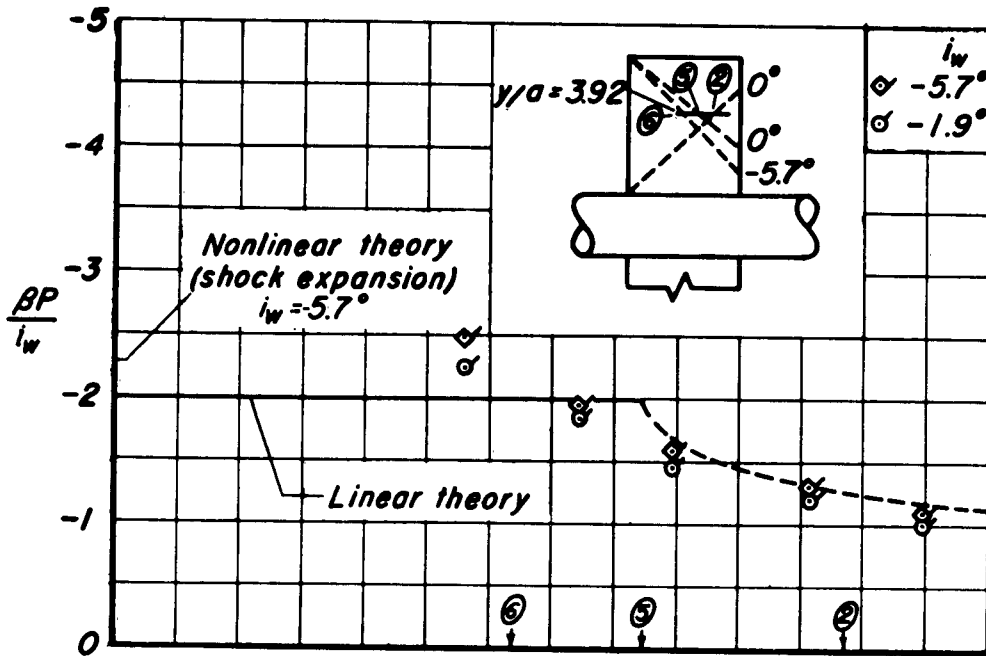 -5
-4
-3
-2
-1
0
βP
i_w
i_w
-5.7°
-1.9°
y/a = 3.92
⑤ ② 0°
⑥
0°
-5.7°
Nonlinear theory
(shock expansion)
i_w = -5.7°
Linear theory
⑥ ⑤ ②